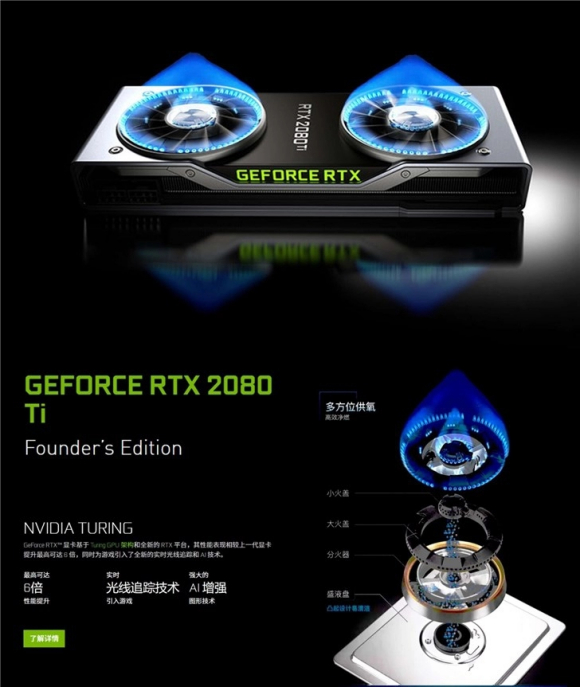 RTX 2080 Ti
GEFORCE RTX
GEFORCE RTX 2080
Ti
Founder's Edition
多方位供氧
高效净燃
小火盖
大火盖
分火器
盛液盘
凸起设计易清洁
NVIDIA TURING
GeForce RTX™ 显卡基于 Turing GPU 架构和全新的 RTX 平台，其性能表现相较上一代显卡
提升最高可达 6 倍，同时为游戏引入了全新的实时光线追踪和 AI 技术。
最高可达
6倍
性能提升
实时
光线追踪技术
引入游戏
强大的
AI 增强
图形技术
了解详情